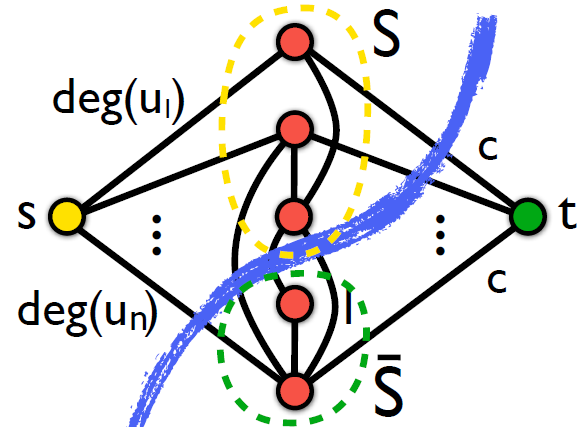 S
deg(u₁)
c
s
⋮
⋮
t
c
deg(uₙ)
1
S̄